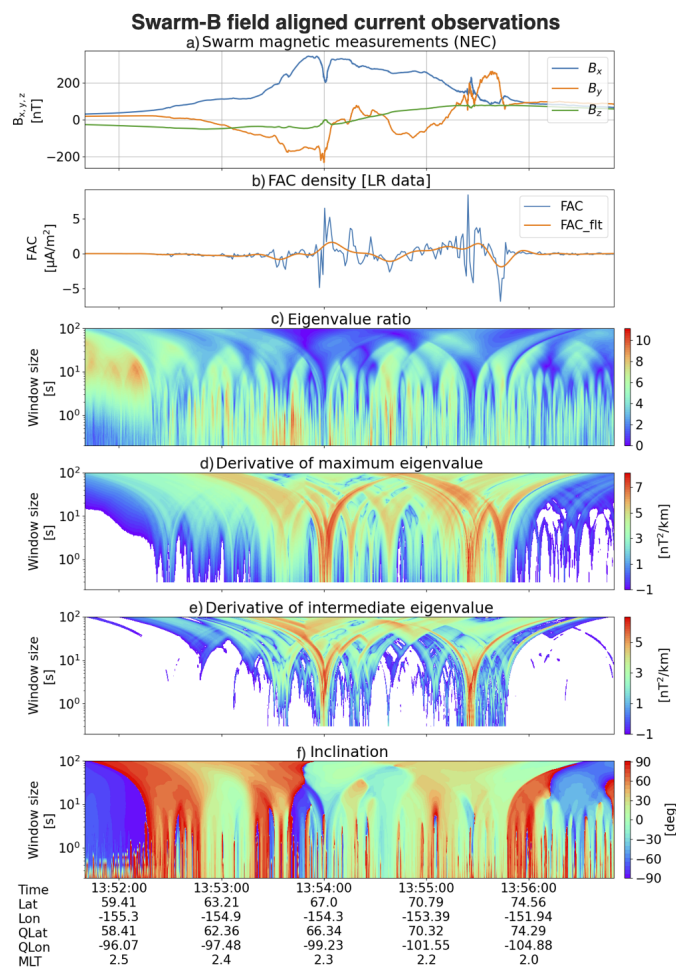 Swarm-B field aligned current observations
a) Swarm magnetic measurements (NEC)
B_x,y,z
[nT]
200
0
−200
B_x
B_y
B_z
b) FAC density [LR data]
FAC
[μA/m²]
5
0
−5
FAC
FAC_flt
c) Eigenvalue ratio
Window size
[s]
10²
10¹
10⁰
10
8
6
4
2
0
d) Derivative of maximum eigenvalue
Window size
[s]
10²
10¹
10⁰
7
5
3
1
−1
[nT²/km]
e) Derivative of intermediate eigenvalue
Window size
[s]
10²
10¹
10⁰
5
3
1
−1
[nT²/km]
f) Inclination
Window size
[s]
10²
10¹
10⁰
90
60
30
0
−30
−60
−90
[deg]
Time 13:52:00 13:53:00 13:54:00 13:55:00 13:56:00
Lat 59.41 63.21 67.0 70.79 74.56
Lon -155.3 -154.9 -154.3 -153.39 -151.94
QLat 58.41 62.36 66.34 70.32 74.29
QLon -96.07 -97.48 -99.23 -101.55 -104.88
MLT 2.5 2.4 2.3 2.2 2.0